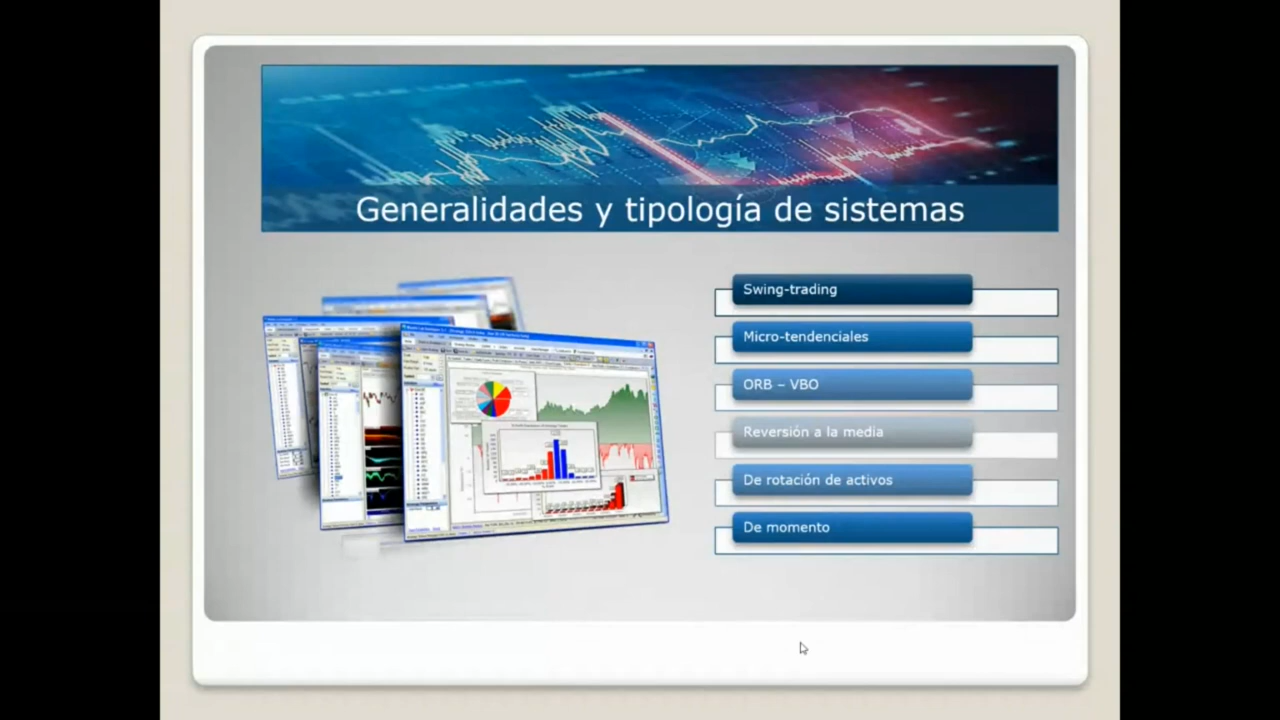 Generalidades y tipología de sistemas
Swing-trading
Micro-tendenciales
ORB – VBO
Reversión a la media
De rotación de activos
De momento